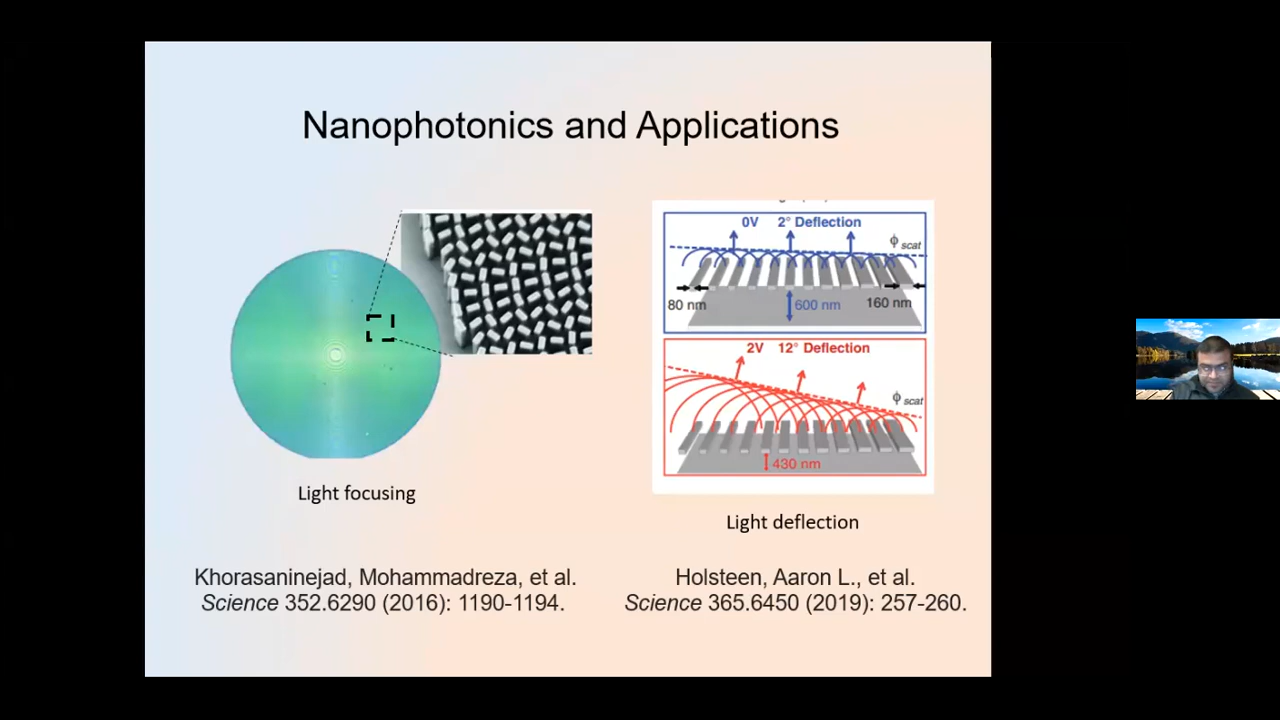 Nanophotonics and Applications
0V 2° Deflection
ϕ scat
80 nm
600 nm
160 nm
2V 12° Deflection
ϕ scat
430 nm
Light focusing
Light deflection
Khorasaninejad, Mohammadreza, et al.
Science 352.6290 (2016): 1190-1194.
Holsteen, Aaron L., et al.
Science 365.6450 (2019): 257-260.